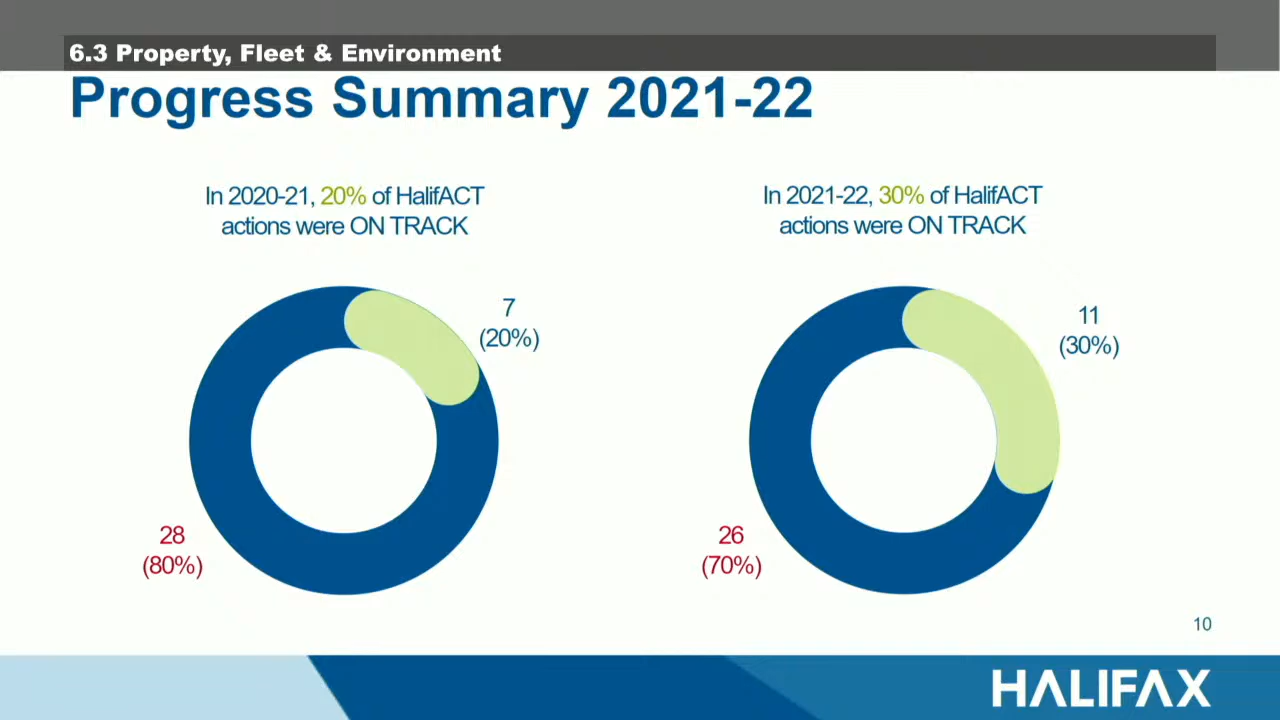 6.3 Property, Fleet & Environment
Progress Summary 2021-22
In 2020-21, 20% of HalifACT
actions were ON TRACK
7
(20%)
28
(80%)
In 2021-22, 30% of HalifACT
actions were ON TRACK
11
(30%)
26
(70%)
10
HALIFAX